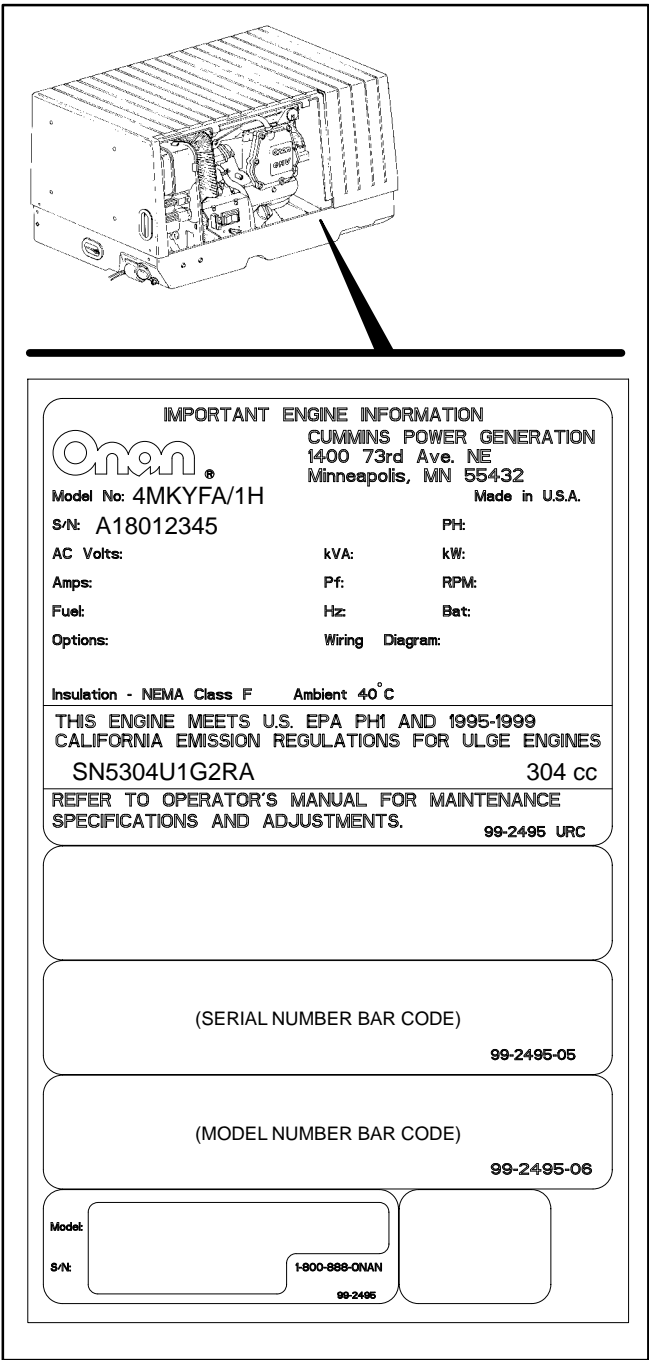 Onan
OHV
IMPORTANT ENGINE INFORMATION
Onan ®
CUMMINS POWER GENERATION
1400 73rd Ave. NE
Minneapolis, MN 55432
Model No: 4MKYFA/1H Made in U.S.A.
S/N: A18012345 PH:
AC Volts: kVA: kW:
Amps: Pf: RPM:
Fuel: Hz: Bat:
Options: Wiring Diagram:
Insulation - NEMA Class F Ambient 40°C
THIS ENGINE MEETS U.S. EPA PH1 AND 1995-1999
CALIFORNIA EMISSION REGULATIONS FOR ULGE ENGINES
SN5304U1G2RA 304 cc
REFER TO OPERATOR'S MANUAL FOR MAINTENANCE
SPECIFICATIONS AND ADJUSTMENTS.
99-2495 URC
(SERIAL NUMBER BAR CODE)
99-2495-05
(MODEL NUMBER BAR CODE)
99-2495-06
Model:
S/N: 1-800-888-ONAN
99-2495